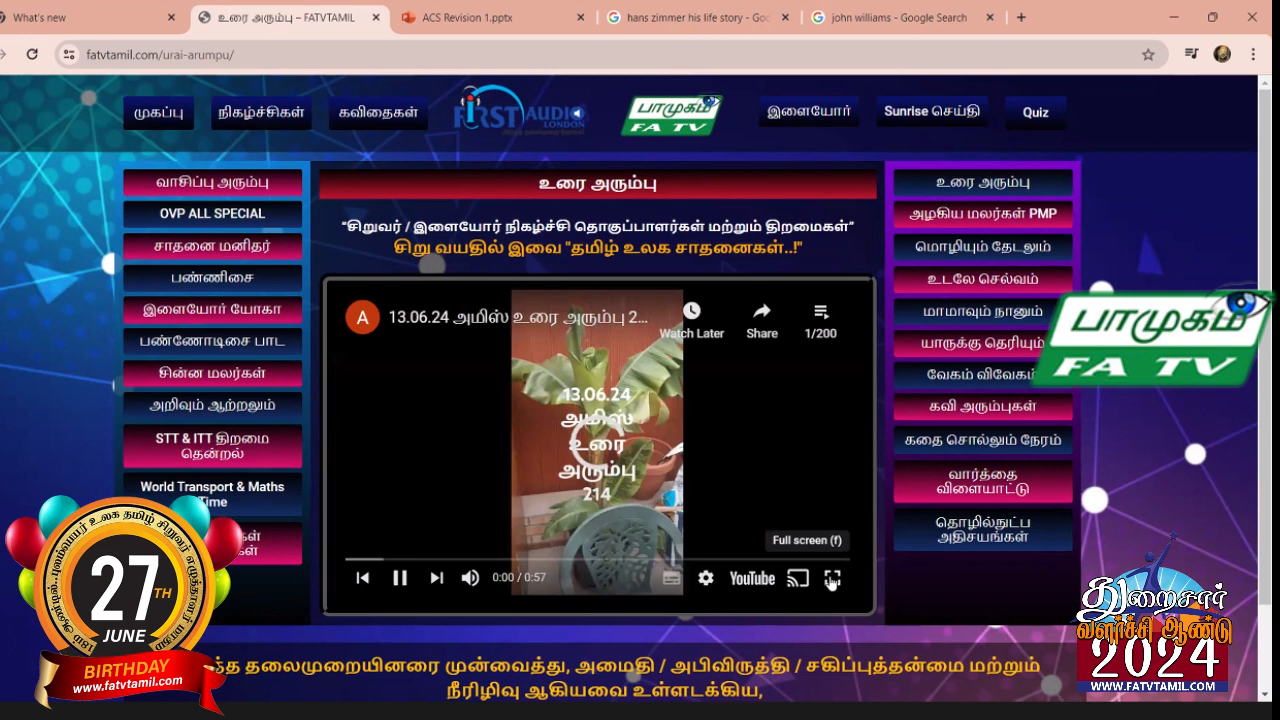 What's new
உரை அரும்பு – FATVTAMIL
ACS Revision 1.pptx
hans zimmer his life story - Goo
john williams - Google Search
fatvtamil.com/urai-arumpu/
முகப்பு
நிகழ்ச்சிகள்
கவிதைகள்
FIRST AUDIO
LONDON
பாமுகம்
FA TV
இளையோர்
Sunrise செய்தி
Quiz
வாசிப்பு அரும்பு
OVP ALL SPECIAL
சாதனை மனிதர்
பண்ணிசை
இளையோர் யோகா
பண்ணோடிசை பாட
சின்ன மலர்கள்
அறிவும் ஆற்றலும்
STT & ITT திறமை
தென்றல்
World Transport & Maths
Time
கள்
கள்
உரை அரும்பு
"சிறுவர் / இளையோர் நிகழ்ச்சி தொகுப்பாளர்கள் மற்றும் திறமைகள்"
சிறு வயதில் இவை "தமிழ் உலக சாதனைகள்..!"
A
13.06.24 அமிஸ் உரை அரும்பு 2...
Watch Later
Share
1/200
13.06.24
அமிஸ்
உரை
அரும்பு
214
Full screen (f)
0:00 / 0:57
YouTube
உரை அரும்பு
அழகிய மலர்கள் PMP
மொழியும் தேடலும்
உடலே செல்வம்
மாமாவும் நானும்
யாருக்கு தெரியும்
வேகம் விவேகம்
கவி அரும்புகள்
கதை சொல்லும் நேரம்
வார்த்தை
விளையாட்டு
தொழில்நுட்ப
அதிசயங்கள்
பாமுகம்
FA TV
உலக தமிழ் சிறுவர்
27TH
JUNE
BIRTHDAY
www.fatvtamil.com
துறைசார்
வளர்ச்சி ஆண்டு
2024
WWW.FATVTAMIL.COM
தலைமுறையினரை முன்வைத்து, அமைதி / அபிவிருத்தி / சகிப்புத்தன்மை மற்றும்
நீரிழிவு ஆகியவை உள்ளடக்கிய,